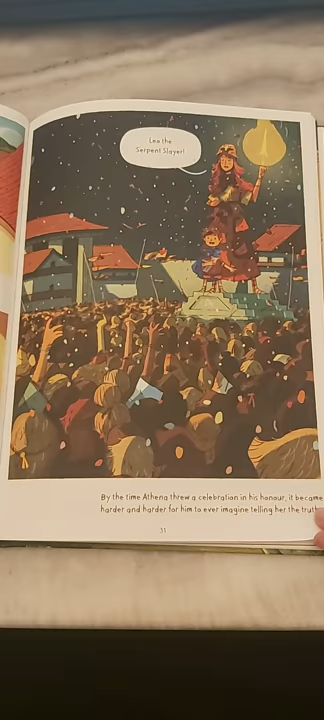 Leo the
Serpent Slayer!
By the time Athena threw a celebration in his honour, it became
harder and harder for him to ever imagine telling her the truth
31